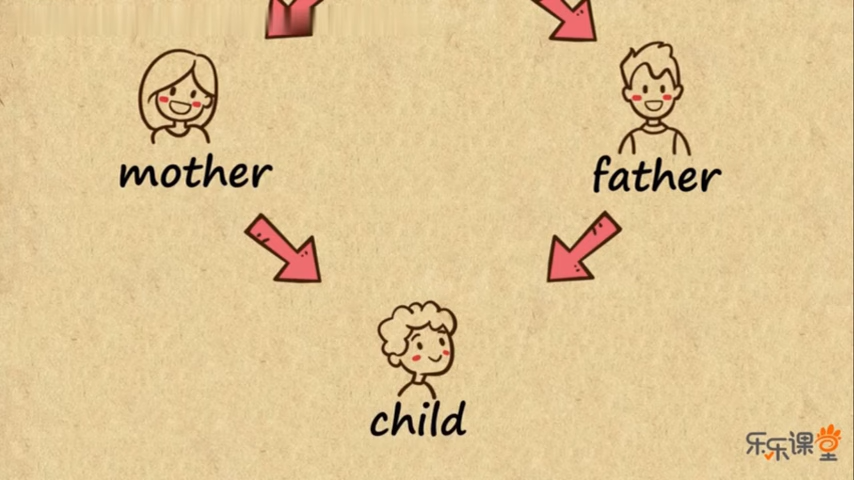 mother
father
child
乐乐课堂